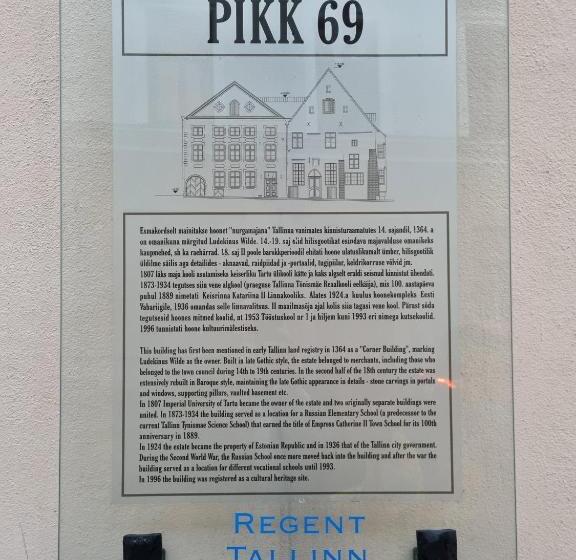 PIKK 69
Esmakordselt mainitakse hoonet "nurgamajana" Tallinna vanimates kinnisturaamatutes 14. sajandil, 1364. a
on omanikuna märgitud Ludekinus Wilde. 14.-19. saj olid hilisgootikat esindava majavalduse omanikeks
kaupmehed, sh ka raehärrad. 18. saj II poole barokkperioodil ehitati hoone ulatuslikumalt ümber, hilisgootilik
üldilme säilis aga detailides - aknaavad, raidpiidad ja -portaalid, tugipiilar, keldrikorruse võlvid jm.
1807 läks maja kooli asutamiseks keiserliku Tartu ülikooli kätte ja kaks algselt eraldi seisnud kinnistut ühendati.
1873-1934 tegutses siin vene algkool (praeguse Tallinna Tõnismäe Reaalkooli eelkäija), mis 100. aastapäeva
puhul 1889 nimetati Keisrinna Katariina II Linnakooliks. Alates 1924.a kuulus hoonekompleks Eesti
Vabariigile, 1936 omandas selle linnavalitsus. II maailmasõja ajal kolis siia tagasi vene kool. Pärast sõda
tegutsesid hoones mitmed koolid, at 1953 Tööstuskool nr 1 ja hiljem kuni 1993 eri nimega kutsekoolid.
1996 tunnistati hoone kultuurimälestiseks.
This building has first been mentioned in early Tallinn land registry in 1364 as a "Corner Building", marking
Ludekinus Wilde as the owner. Built in late Gothic style, the estate belonged to merchants, including those who
belonged to the town council during 14th to 19th centuries. In the second half of the 18th century the estate was
extensively rebuilt in Baroque style, maintaining the late Gothic appearance in details - stone carvings in portals
and windows, supporting pillars, vaulted basement etc.
In 1807 Imperial University of Tartu became the owner of the estate and two originally separate buildings were
united. In 1873-1934 the building served as a location for a Russian Elementary School (a predecessor to the
current Tallinn Tynismae Science School) that earned the title of Empress Catherine II Town School for its 100th
anniversary in 1889.
In 1924 the estate became the property of Estonian Republic and in 1936 that of the Tallinn city government.
During the Second World War, the Russian School once more moved back into the building and after the war the
building served as a location for different vocational schools until 1993.
In 1996 the building was registered as a cultural heritage site.
REGENT
TALLINN